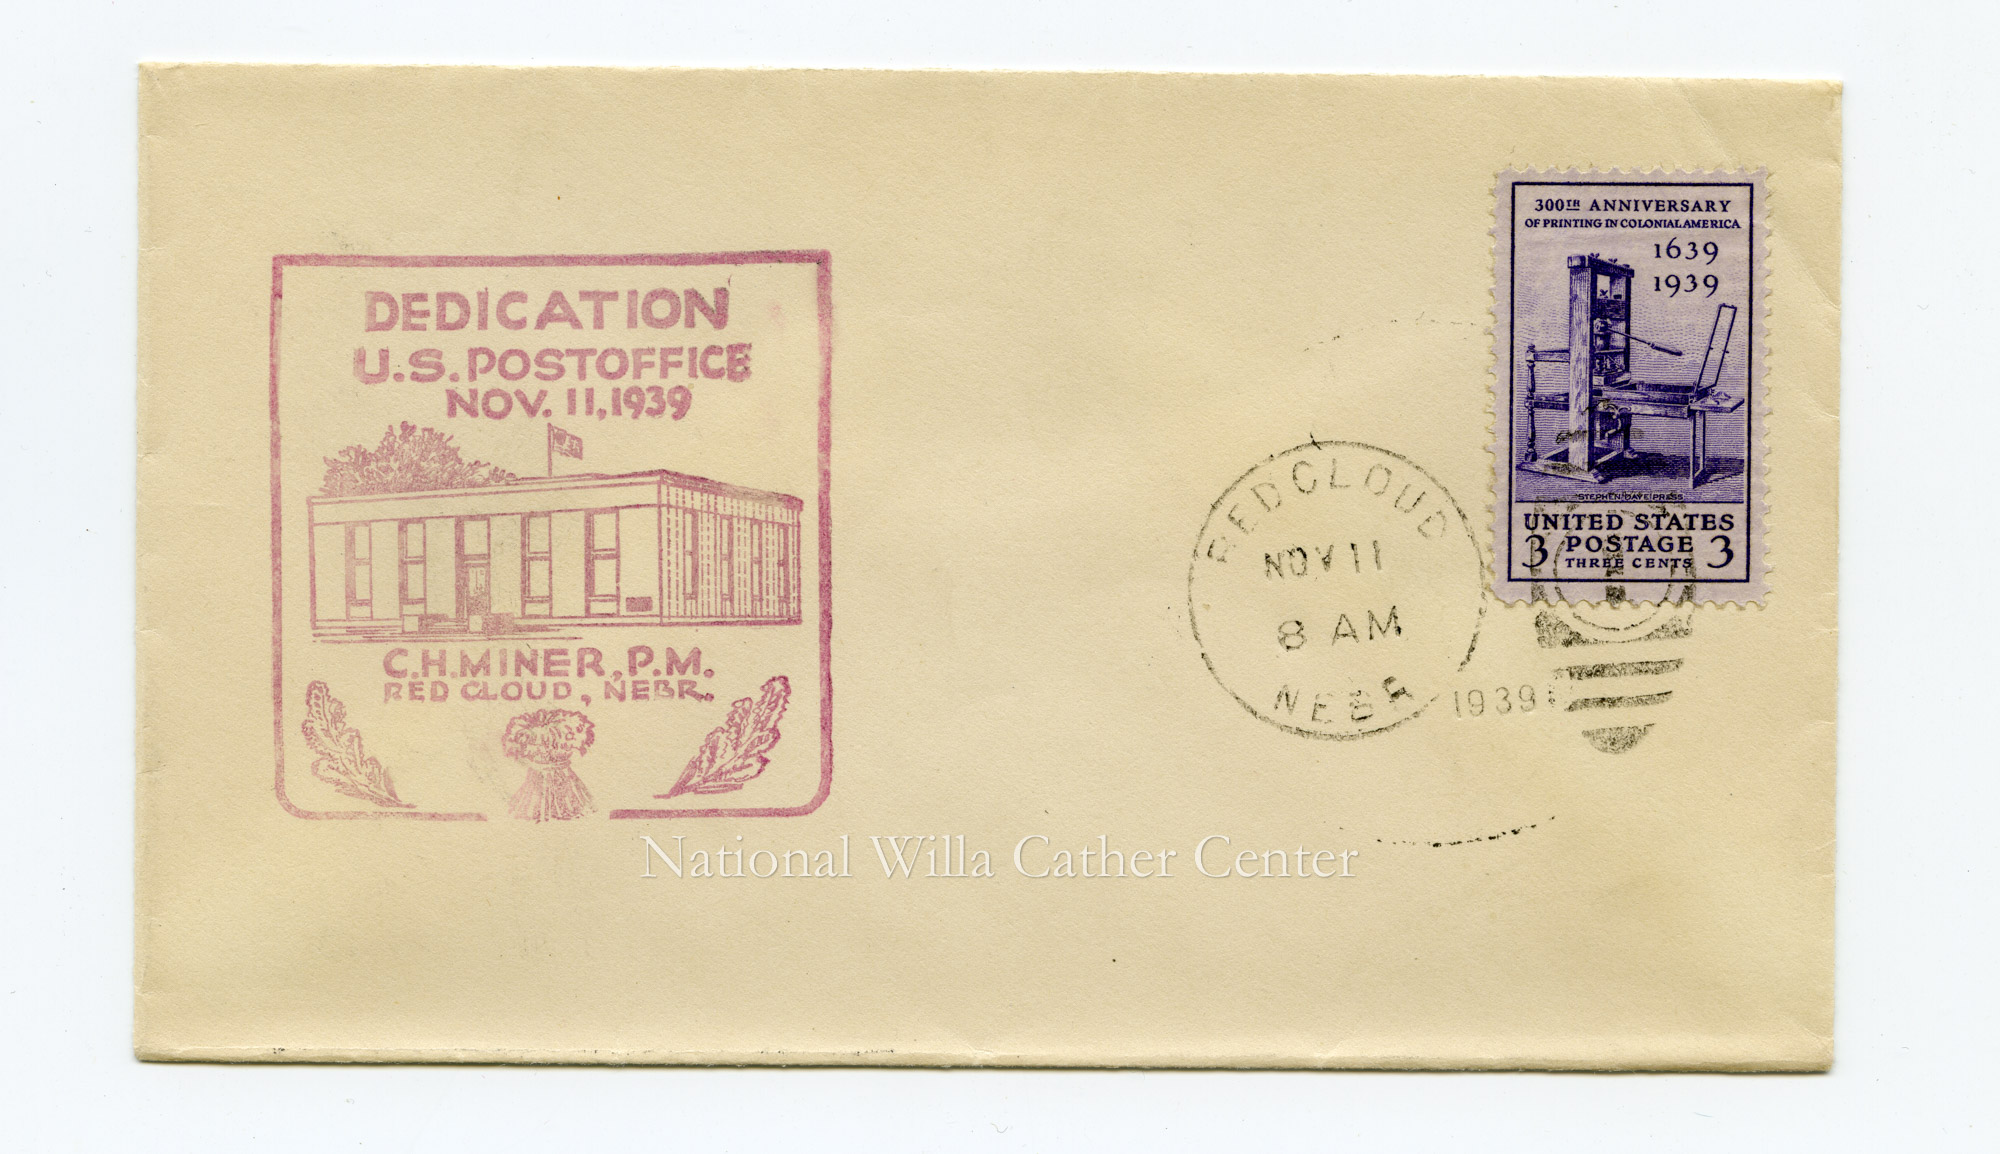 DEDICATION
U.S. POSTOFFICE
NOV. 11, 1939
C.H. MINER, P.M.
RED CLOUD, NEBR.
RED CLOUD
NOV 11
8 AM
NEBR
1939
300TH ANNIVERSARY
OF PRINTING IN COLONIAL AMERICA
1639
1939
STEPHEN DAYE PRESS
UNITED STATES
3 POSTAGE 3
THREE CENTS
National Willa Cather Center